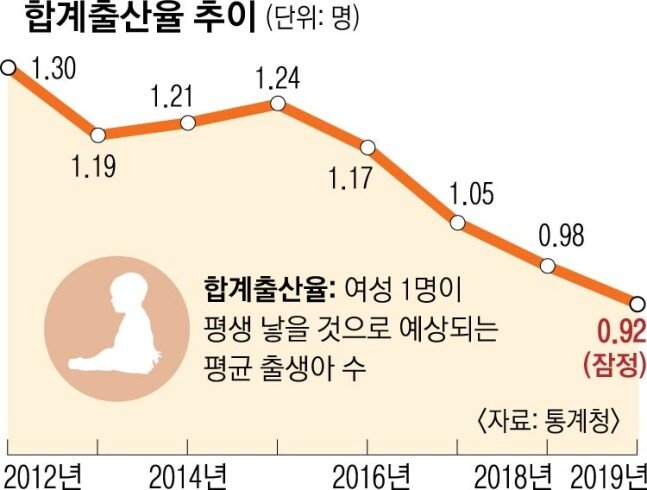 합계출산율 추이 (단위: 명)
1.30
1.19
1.21
1.24
1.17
1.05
0.98
0.92
(잠정)
합계출산율: 여성 1명이
평생 낳을 것으로 예상되는
평균 출생아 수
〈자료: 통계청〉
2012년 2014년 2016년 2018년 2019년